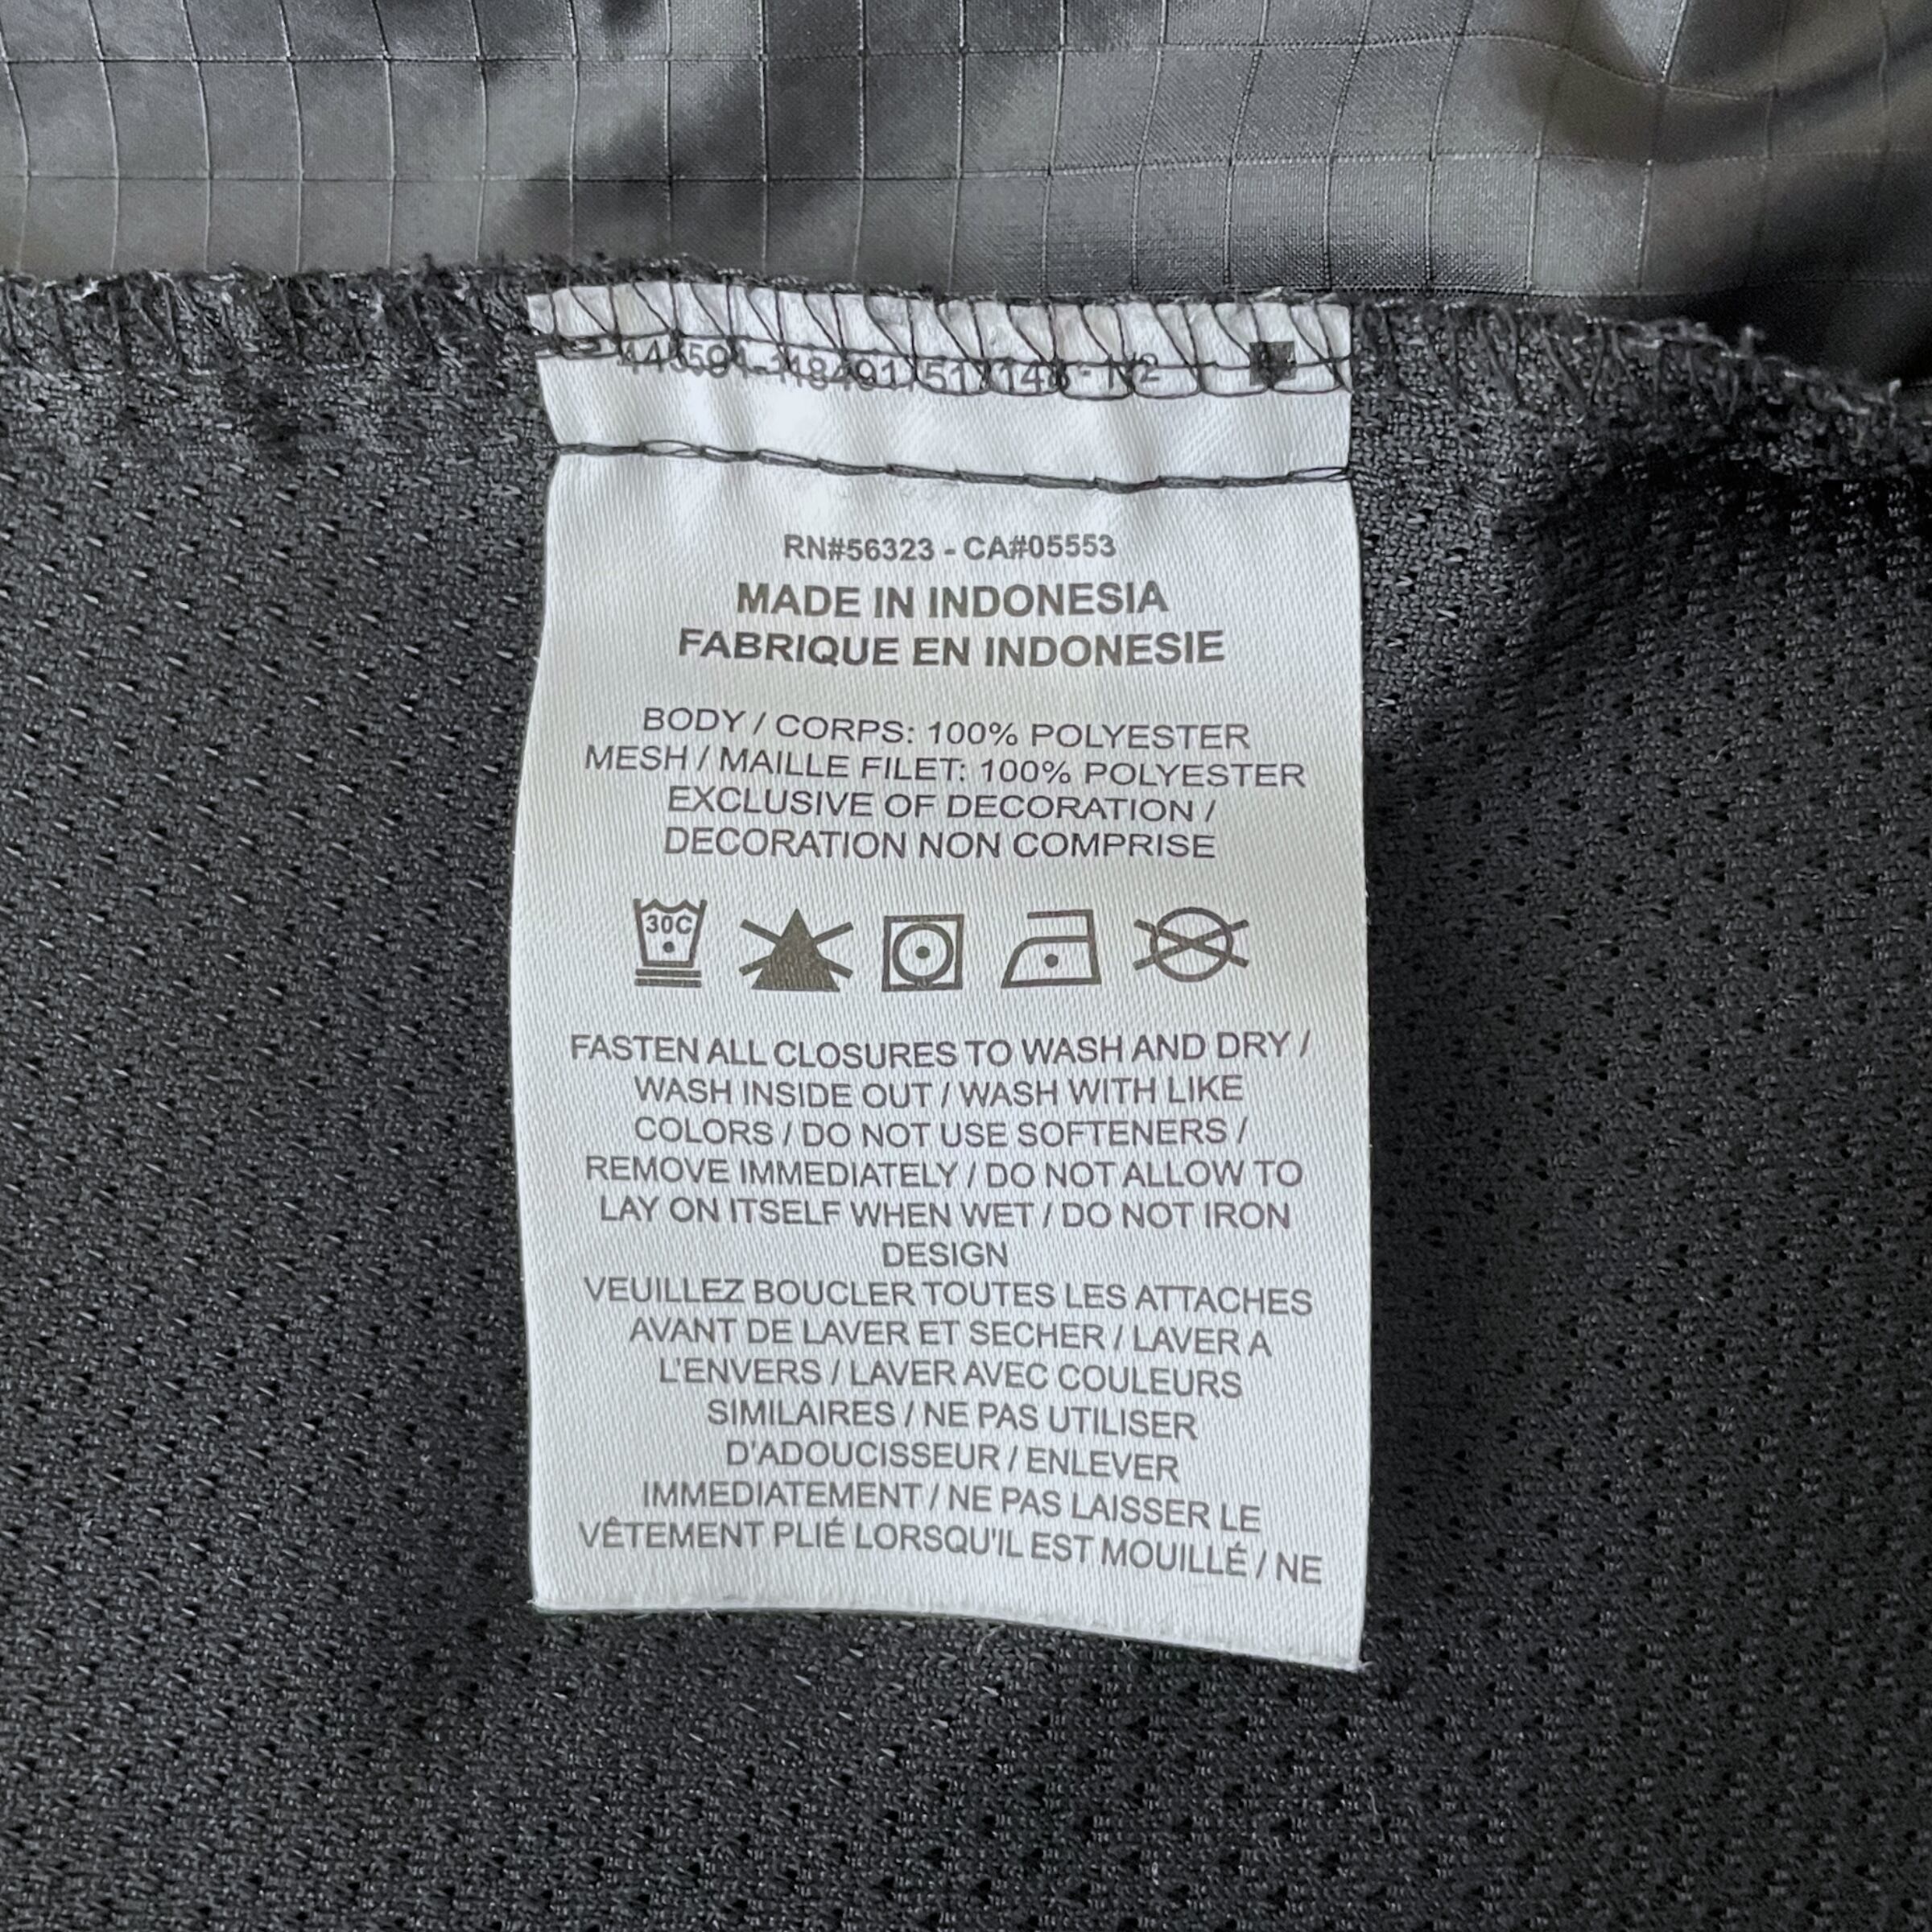 RN#56323 - CA#05553
MADE IN INDONESIA
FABRIQUE EN INDONESIE
BODY / CORPS: 100% POLYESTER
MESH / MAILLE FILET: 100% POLYESTER
EXCLUSIVE OF DECORATION /
DECORATION NON COMPRISE
30C
FASTEN ALL CLOSURES TO WASH AND DRY /
WASH INSIDE OUT / WASH WITH LIKE
COLORS / DO NOT USE SOFTENERS /
REMOVE IMMEDIATELY / DO NOT ALLOW TO
LAY ON ITSELF WHEN WET / DO NOT IRON
DESIGN
VEUILLEZ BOUCLER TOUTES LES ATTACHES
AVANT DE LAVER ET SECHER / LAVER A
L'ENVERS / LAVER AVEC COULEURS
SIMILAIRES / NE PAS UTILISER
D'ADOUCISSEUR / ENLEVER
IMMEDIATEMENT / NE PAS LAISSER LE
VÊTEMENT PLIÉ LORSQU'IL EST MOUILLÉ / NE